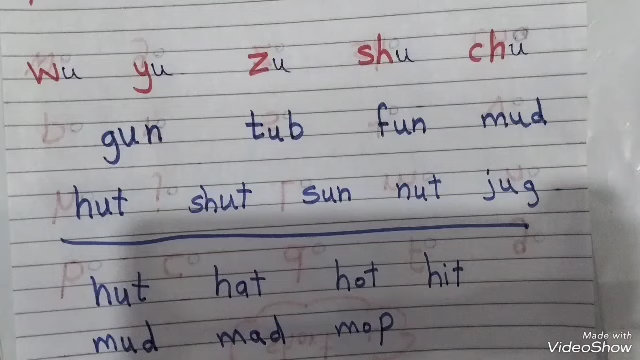 wu yu zu shu chu
gun tub fun mud
hut shut sun nut jug
hut hat hot hit
mud mad mop
Made with
VideoShow